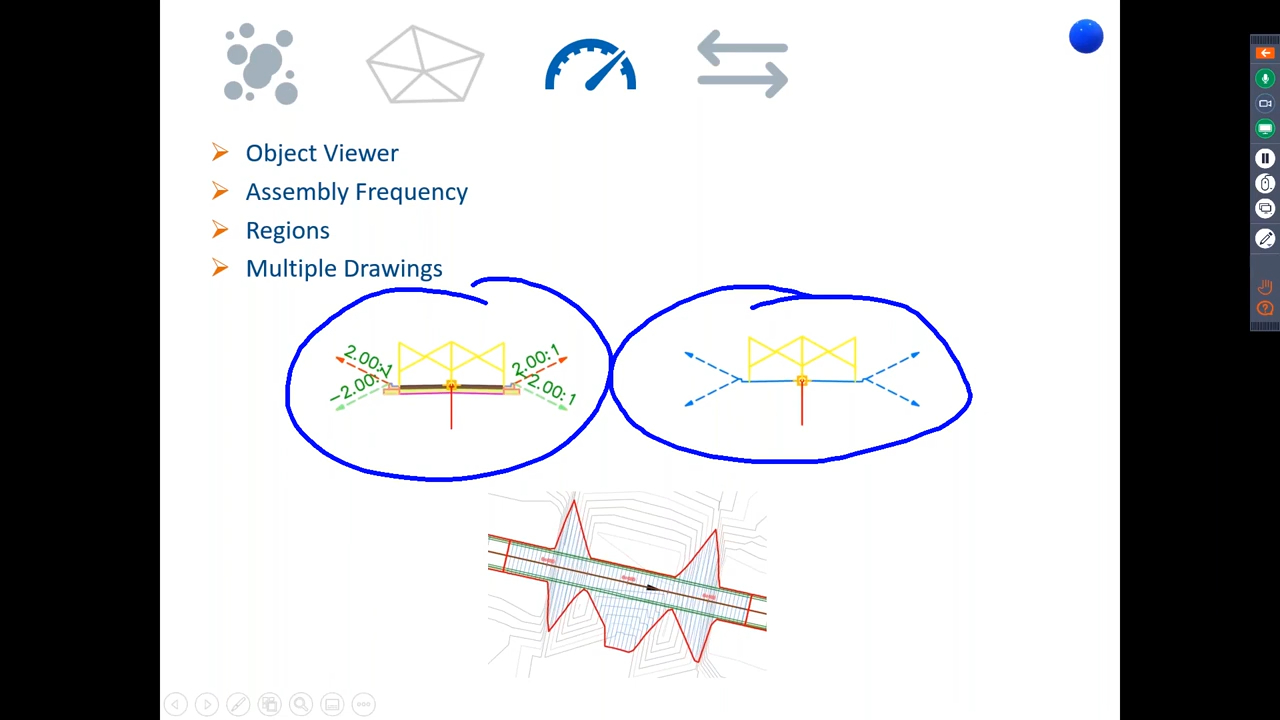 Object Viewer
Assembly Frequency
Regions
Multiple Drawings
2.00:1
-2.00:1
2.00:1
-2.00:1